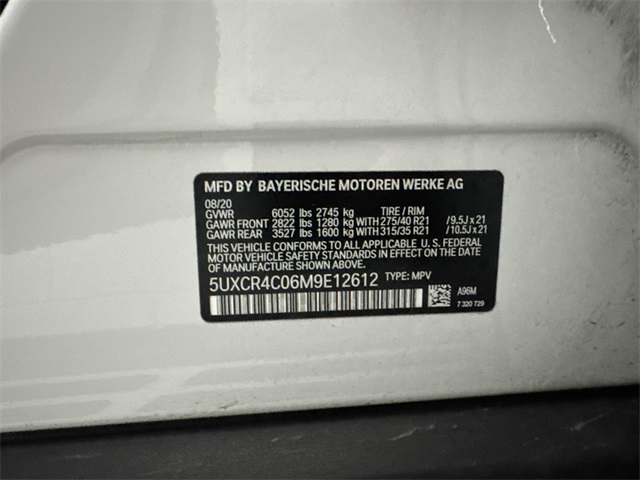 MFD BY BAYERISCHE MOTOREN WERKE AG
08/20
GVWR 6052 lbs 2745 kg TIRE / RIM
GAWR FRONT 2822 lbs 1280 kg WITH 275/40 R21 / 9.5J x 21
GAWR REAR 3527 lbs 1600 kg WITH 315/35 R21 / 10.5J x 21
THIS VEHICLE CONFORMS TO ALL APPLICABLE U. S. FEDERAL
MOTOR VEHICLE SAFETY STANDARDS IN EFFECT ON THE DATE
OF MANUFACTURE SHOWN ABOVE.
5UXCR4C06M9E12612 TYPE: MPV
A96M
7 320 729